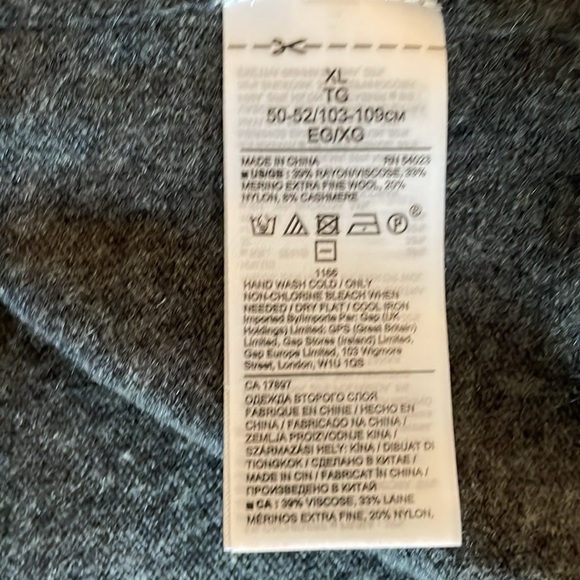 XL
TG
50-52/103-109CM
EG/XG
MADE IN CHINA RN 54023
■ US/GB : 39% RAYON/VISCOSE, 33%
MERINO EXTRA FINE WOOL, 20%
NYLON, 8% CASHMERE
P
®
1166
HAND WASH COLD / ONLY
NON-CHLORINE BLEACH WHEN
NEEDED / DRY FLAT / COOL IRON
Imported By/Importe Par: Gap (UK
Holdings) Limited; GPS (Great Britain)
Limited, Gap Stores (Ireland) Limited,
Gap Europe Limited, 103 Wigmore
Street, London, W1U 1QS
CA 17897
ОДЕЖДА ВТОРОГО СЛОЯ
FABRIQUE EN CHINE / HECHO EN
CHINA / FABRICADO NA CHINA /
ZEMLJA PROIZVODNJE KINA /
SZÁRMAZÁSI HELY: KÍNA / DIBUAT DI
TIONGKOK / СДЕЛАНО В КИТАЕ /
MADE IN CIN / FABRICAT ÎN CHINA /
ПРОИЗВЕДЕНО В КИТАЙ
■ CA : 39% VISCOSE, 33% LAINE
MÉRINOS EXTRA FINE, 20% NYLON,